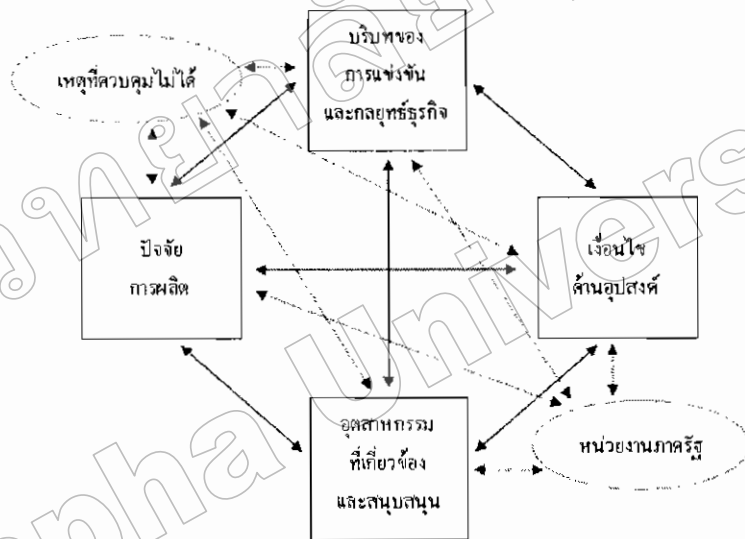 บริบทของ
การแข่งขัน
และกลยุทธ์ธุรกิจ
เหตุที่ควบคุมไม่ได้
ปัจจัย
การผลิต
เงื่อนไข
ด้านอุปสงค์
อุตสาหกรรม
ที่เกี่ยวข้อง
และสนุบสนุน
หน่วยงานภาครัฐ